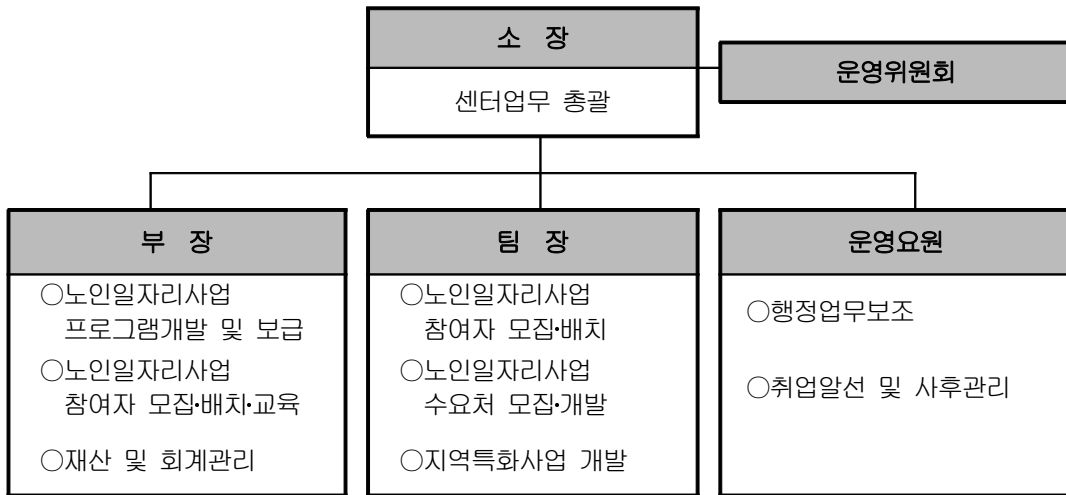 소 장
운영위원회
센터업무 총괄
부 장
○노인일자리사업
프로그램개발 및 보급
○노인일자리사업
참여자 모집·배치·교육
○재산 및 회계관리
팀 장
○노인일자리사업
참여자 모집·배치
○노인일자리사업
수요처 모집·개발
○지역특화사업 개발
운영요원
○행정업무보조
○취업알선 및 사후관리